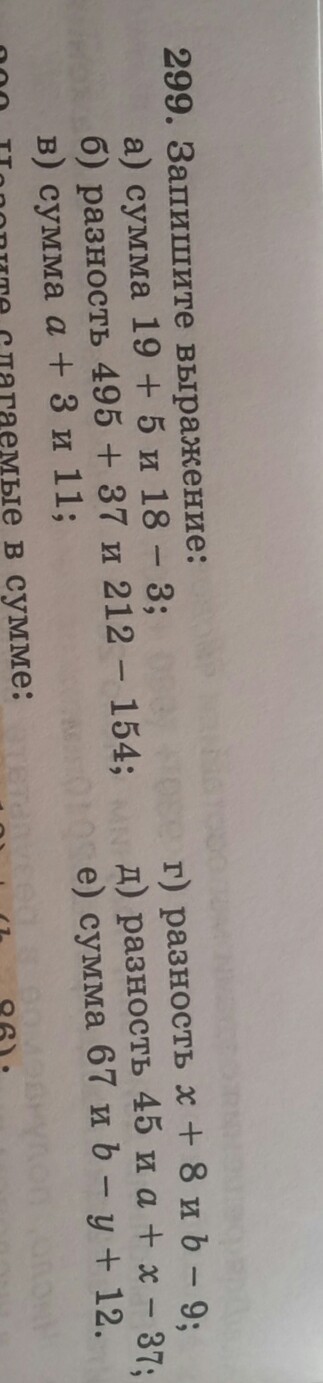 299. Запишите выражение:
а) сумма 19 + 5 и 18 − 3;
б) разность 495 + 37 и 212 − 154;
в) сумма a + 3 и 11;
г) разность x + 8 и b − 9;
д) разность 45 и a + x − 37;
е) сумма 67 и b − y + 12.
слагаемые в сумме: